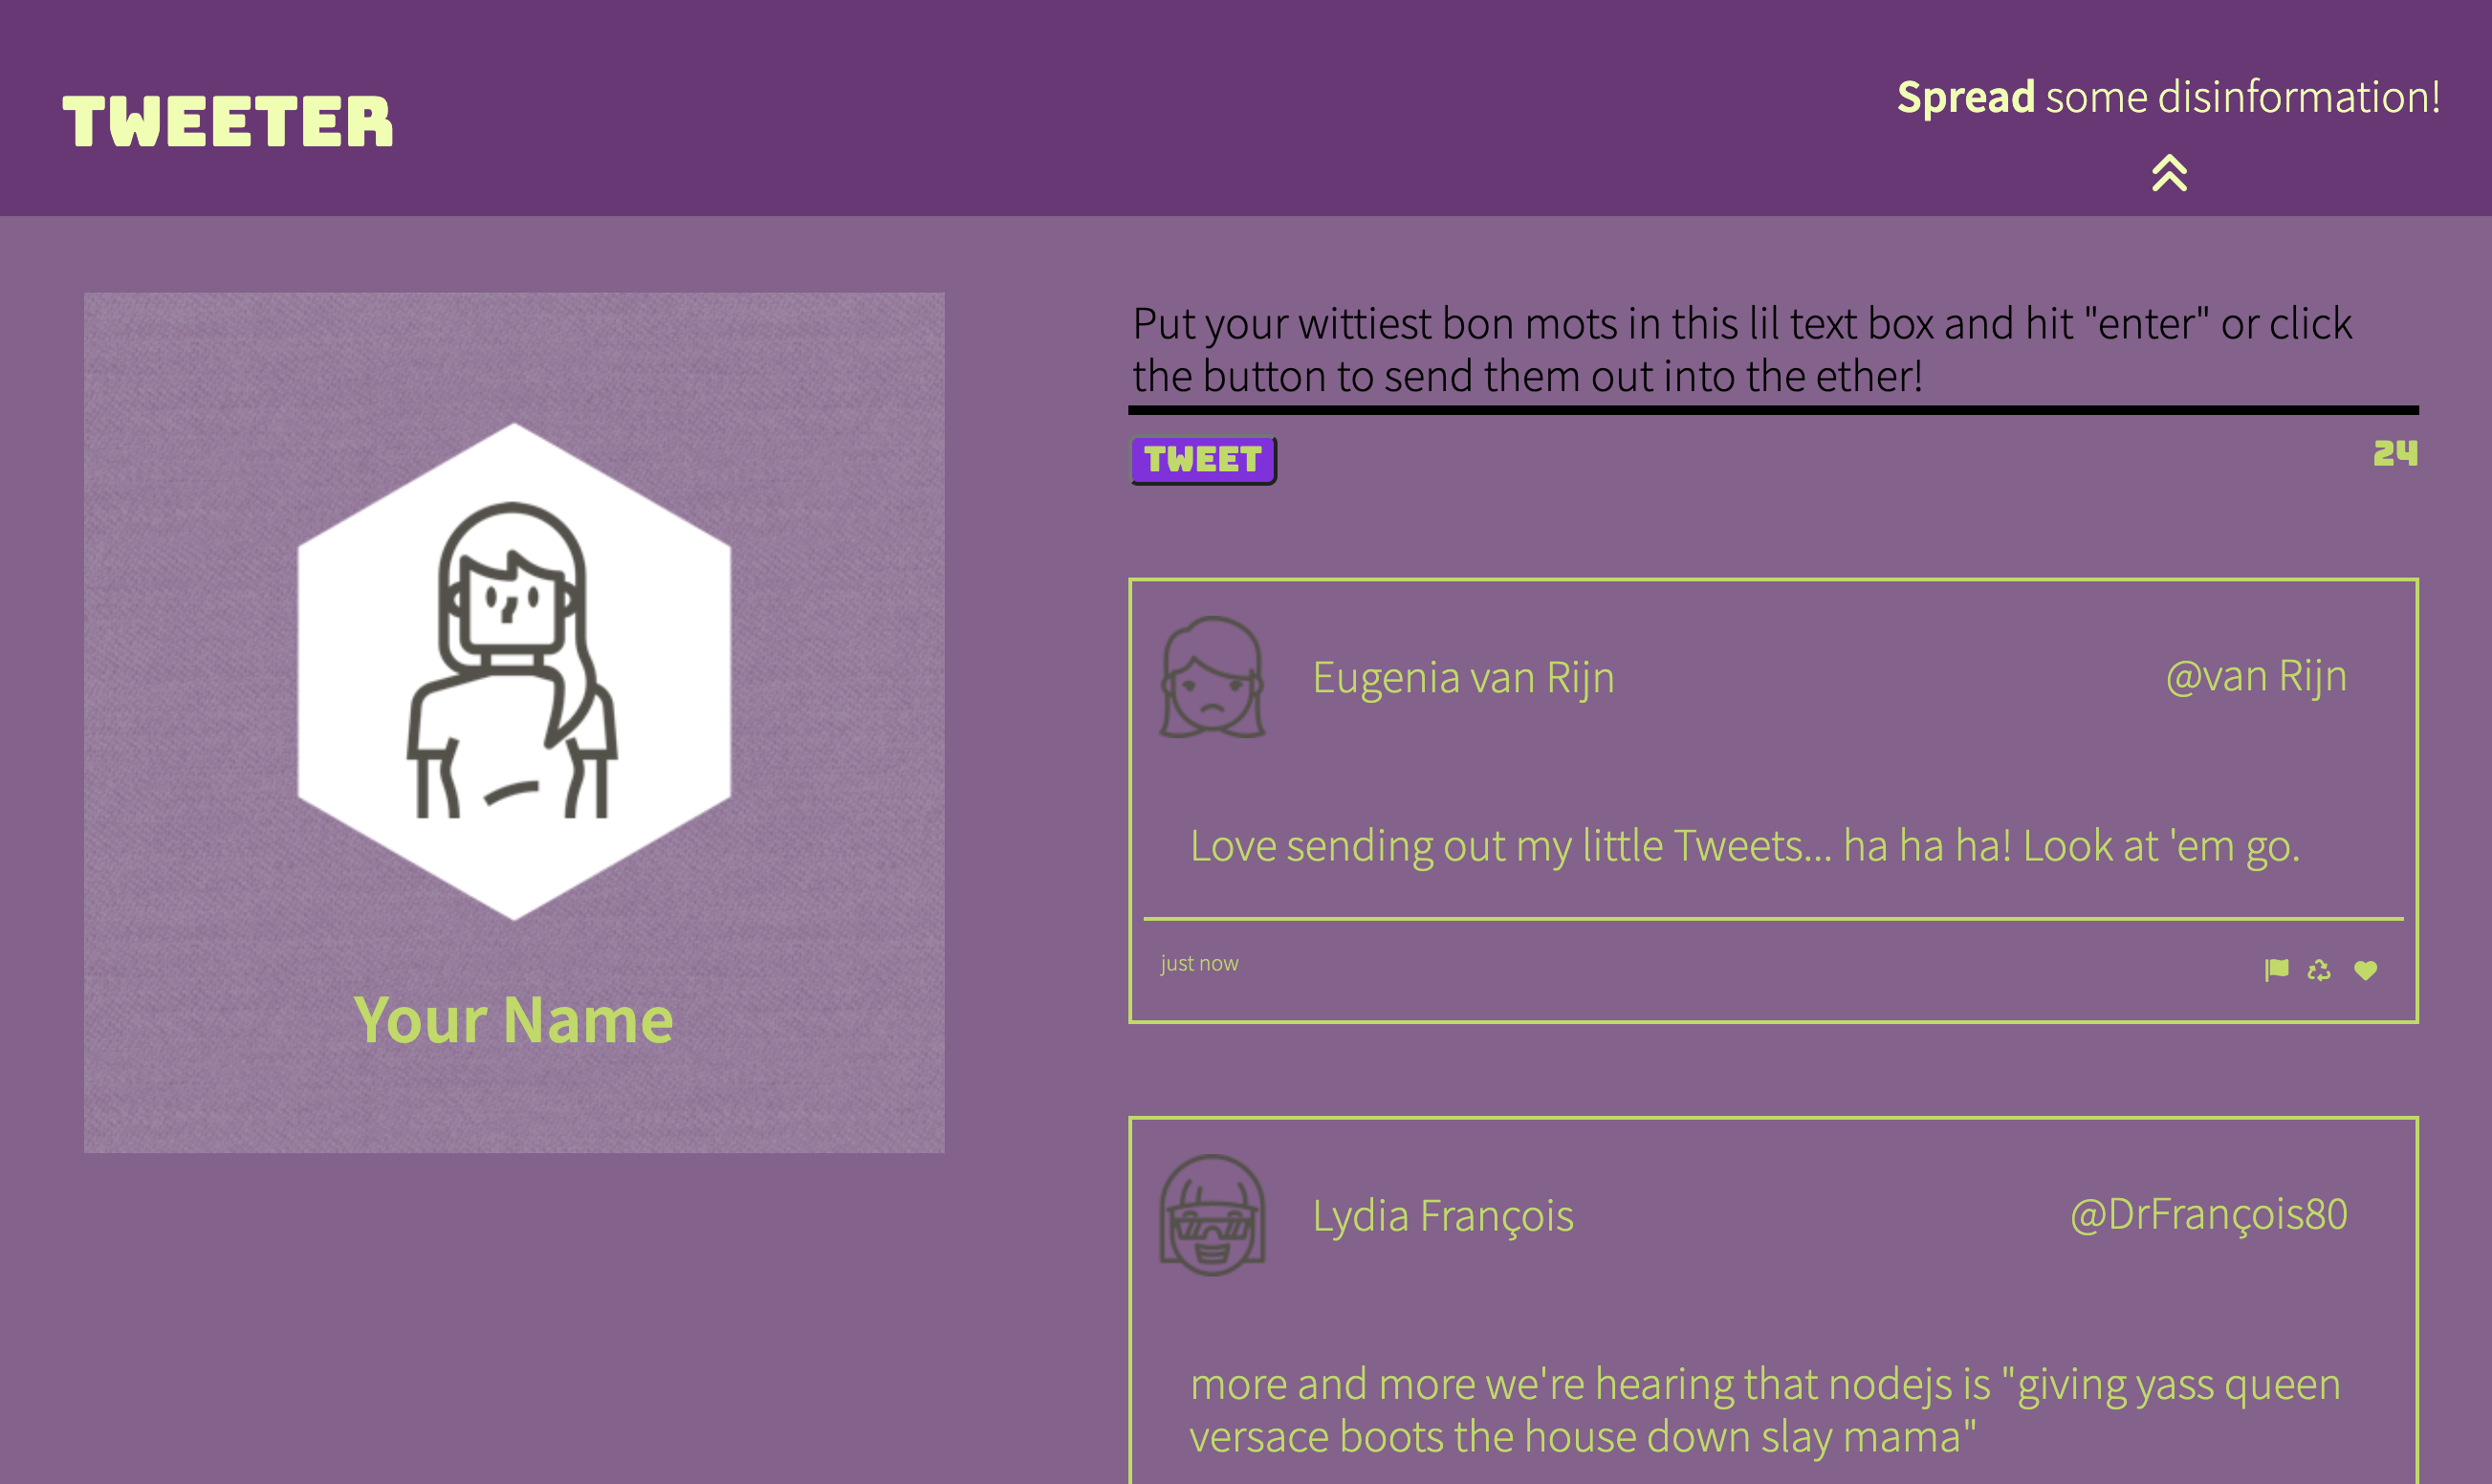 TWEETER
Spread some disinformation!
Your Name
Put your wittiest bon mots in this lil text box and hit "enter" or click
the button to send them out into the ether!
TWEET
24
Eugenia van Rijn
@van Rijn
Love sending out my little Tweets... ha ha ha! Look at 'em go.
just now
Lydia François
@DrFrançois80
more and more we're hearing that nodejs is "giving yass queen
versace boots the house down slay mama"